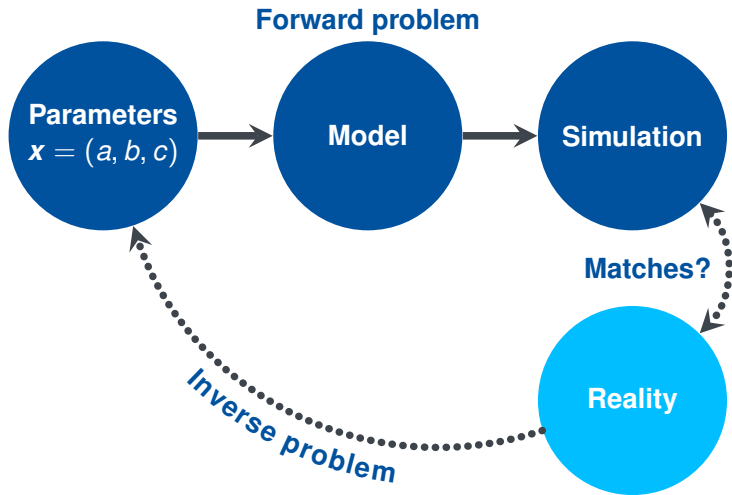 Forward problem
Parameters
x = (a, b, c)
Model
Simulation
Matches?
Reality
Inverse problem